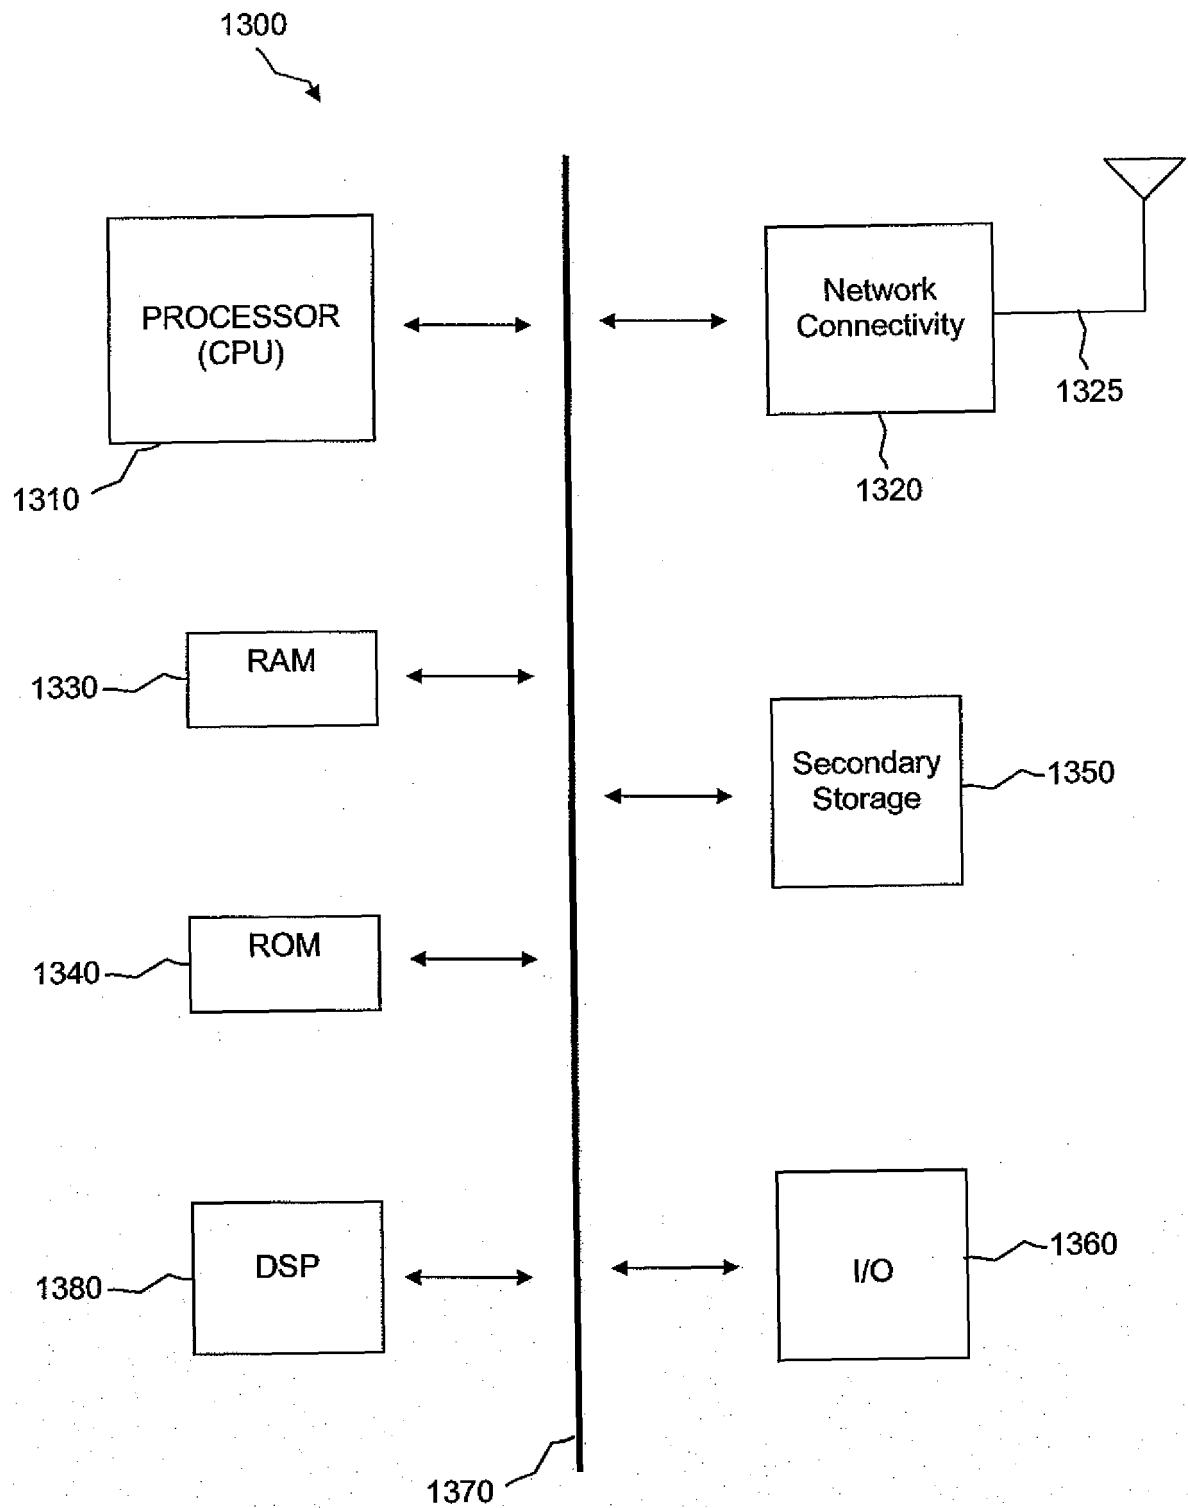 1300
PROCESSOR
(CPU)
1310
Network
Connectivity
1325
1320
RAM
1330
Secondary
Storage
1350
ROM
1340
DSP
1380
I/O
1360
1370